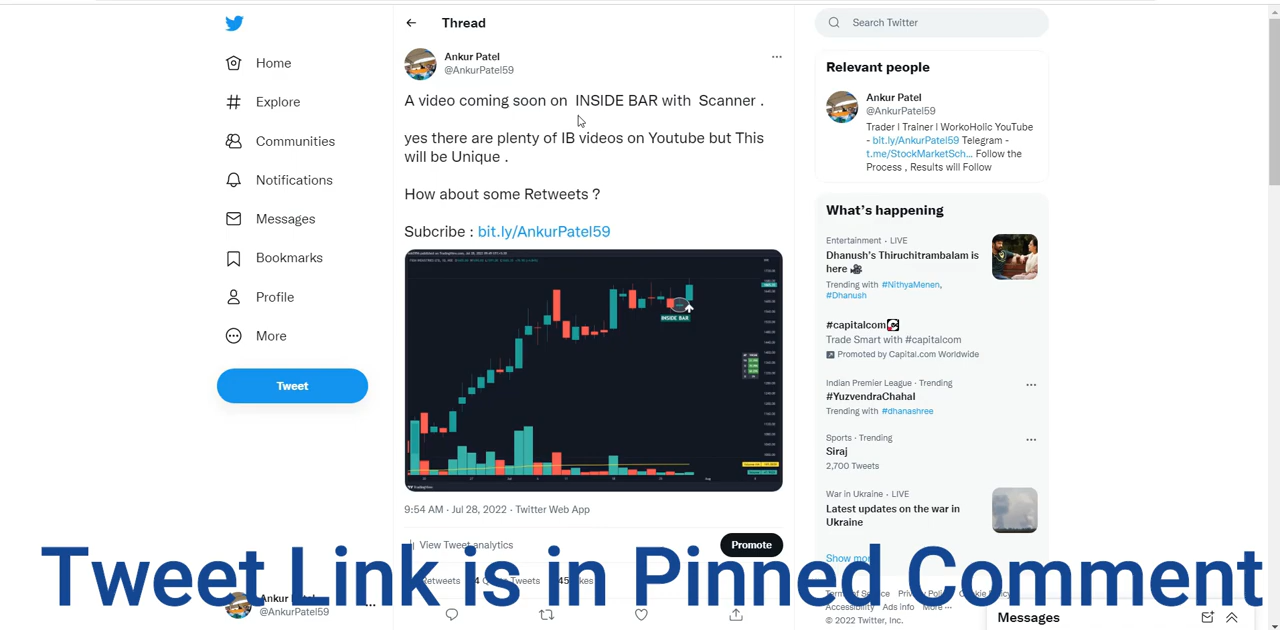 Thread
Search Twitter
Home
Explore
Communities
Notifications
Messages
Bookmarks
Profile
More
Tweet
Ankur Patel
@AnkurPatel59
A video coming soon on INSIDE BAR with Scanner .
yes there are plenty of IB videos on Youtube but This
will be Unique .
How about some Retweets ?
Subcribe : bit.ly/AnkurPatel59
INSIDE BAR
9:54 AM · Jul 28, 2022 · Twitter Web App
View Tweet analytics
Promote
Relevant people
Ankur Patel
@AnkurPatel59
Trader l Trainer l WorkoHolic YouTube
- bit.ly/AnkurPatel59 Telegram -
t.me/StockMarketSch... Follow the
Process , Results will Follow
What's happening
Entertainment · LIVE
Dhanush's Thiruchitrambalam is
here
Trending with #NithyaMenen,
#Dhanush
#capitalcom
Trade Smart with #capitalcom
Promoted by Capital.com Worldwide
Indian Premier League · Trending
#YuzvendraChahal
Trending with #dhanashree
Sports · Trending
Siraj
2,700 Tweets
War in Ukraine · LIVE
Latest updates on the war in
Ukraine
Show
Tweet Link is in Pinned Comment
Ankur
@AnkurPatel59
Accessibility Ads info More
© 2022 Twitter, Inc.
Messages